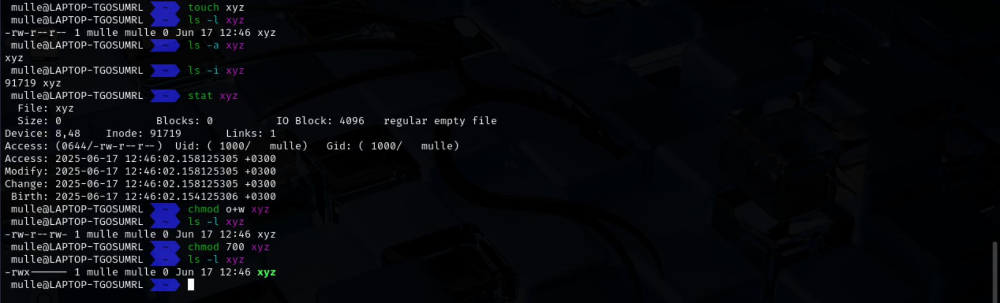 mulle@LAPTOP-TGOSUMRL ~ touch xyz
mulle@LAPTOP-TGOSUMRL ~ ls -l xyz
-rw-r--r-- 1 mulle mulle 0 Jun 17 12:46 xyz
mulle@LAPTOP-TGOSUMRL ~ ls -a xyz
xyz
mulle@LAPTOP-TGOSUMRL ~ ls -i xyz
91719 xyz
mulle@LAPTOP-TGOSUMRL ~ stat xyz
File: xyz
Size: 0 Blocks: 0 IO Block: 4096 regular empty file
Device: 8,48 Inode: 91719 Links: 1
Access: (0644/-rw-r--r--) Uid: ( 1000/ mulle) Gid: ( 1000/ mulle)
Access: 2025-06-17 12:46:02.158125305 +0300
Modify: 2025-06-17 12:46:02.158125305 +0300
Change: 2025-06-17 12:46:02.158125305 +0300
Birth: 2025-06-17 12:46:02.154125306 +0300
mulle@LAPTOP-TGOSUMRL ~ chmod o+w xyz
mulle@LAPTOP-TGOSUMRL ~ ls -l xyz
-rw-r--rw- 1 mulle mulle 0 Jun 17 12:46 xyz
mulle@LAPTOP-TGOSUMRL ~ chmod 700 xyz
mulle@LAPTOP-TGOSUMRL ~ ls -l xyz
-rwx------ 1 mulle mulle 0 Jun 17 12:46 xyz
mulle@LAPTOP-TGOSUMRL ~